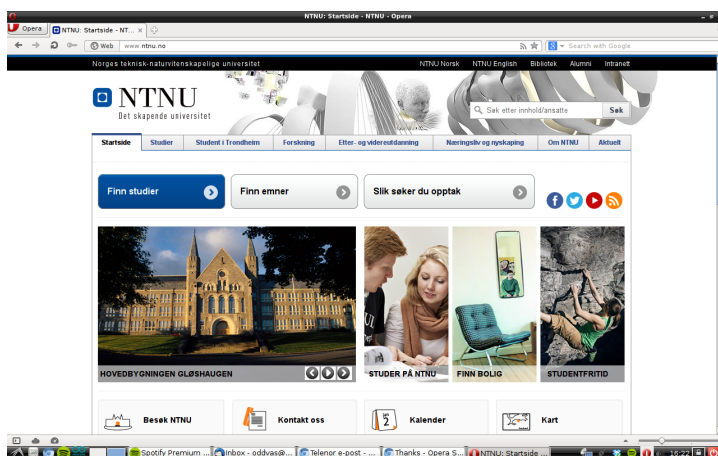 NTNU: Startside - NTNU - Opera
Opera
NTNU: Startside - NT...
Web www.ntnu.no
Search with Google
Norges teknisk-naturvitenskapelige universitet
NTNU Norsk NTNU English Bibliotek Alumni Intranett
NTNU
Det skapende universitet
Søk etter innhold/ansatte
Søk
Startside Studier Student i Trondheim Forskning Etter- og videreutdanning Næringsliv og nyskaping Om NTNU Aktuelt
Finn studier
Finn emner
Slik søker du opptak
HOVEDBYGNINGEN GLØSHAUGEN
STUDER PÅ NTNU
FINN BOLIG
STUDENTFRITID
Besøk NTNU
Kontakt oss
2
Kalender
Kart
Spotify Premium ...
Inbox - oddvas@...
Telenor e-post - ...
Thanks - Opera S...
NTNU: Startside ...
16:22